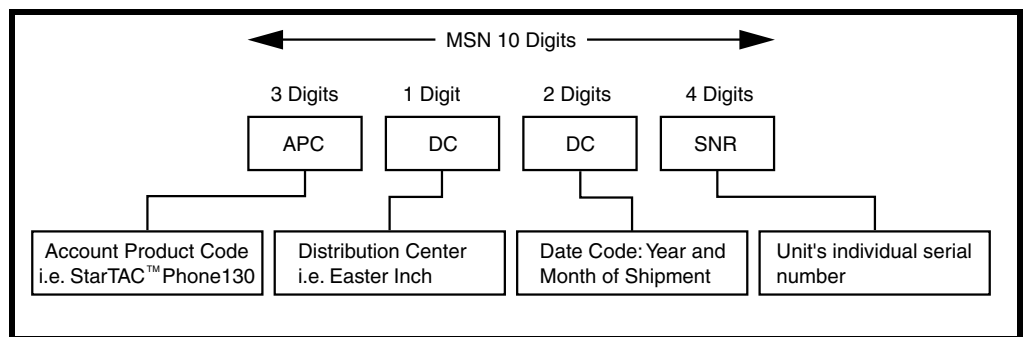 MSN 10 Digits
3 Digits
1 Digit
2 Digits
4 Digits
APC
DC
DC
SNR
Account Product Code
i.e. StarTAC™ Phone130
Distribution Center
i.e. Easter Inch
Date Code: Year and
Month of Shipment
Unit's individual serial
number